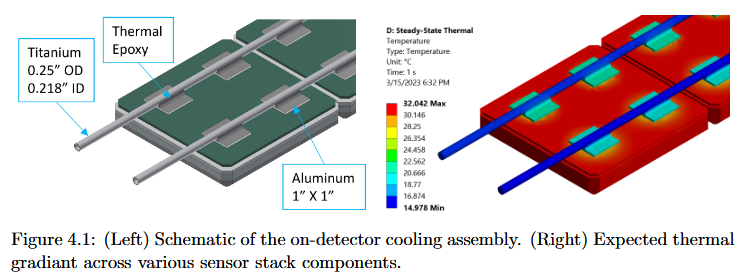 Titanium
0.25” OD
0.218” ID
Thermal
Epoxy
Aluminum
1” X 1”
D: Steady-State Thermal
Temperature
Type: Temperature
Unit: °C
Time: 1 s
3/15/2023 6:32 PM
32.042 Max
30.146
28.25
26.354
24.458
22.562
20.666
18.77
16.874
14.978 Min
Figure 4.1: (Left) Schematic of the on-detector cooling assembly. (Right) Expected thermal
gradiant across various sensor stack components.